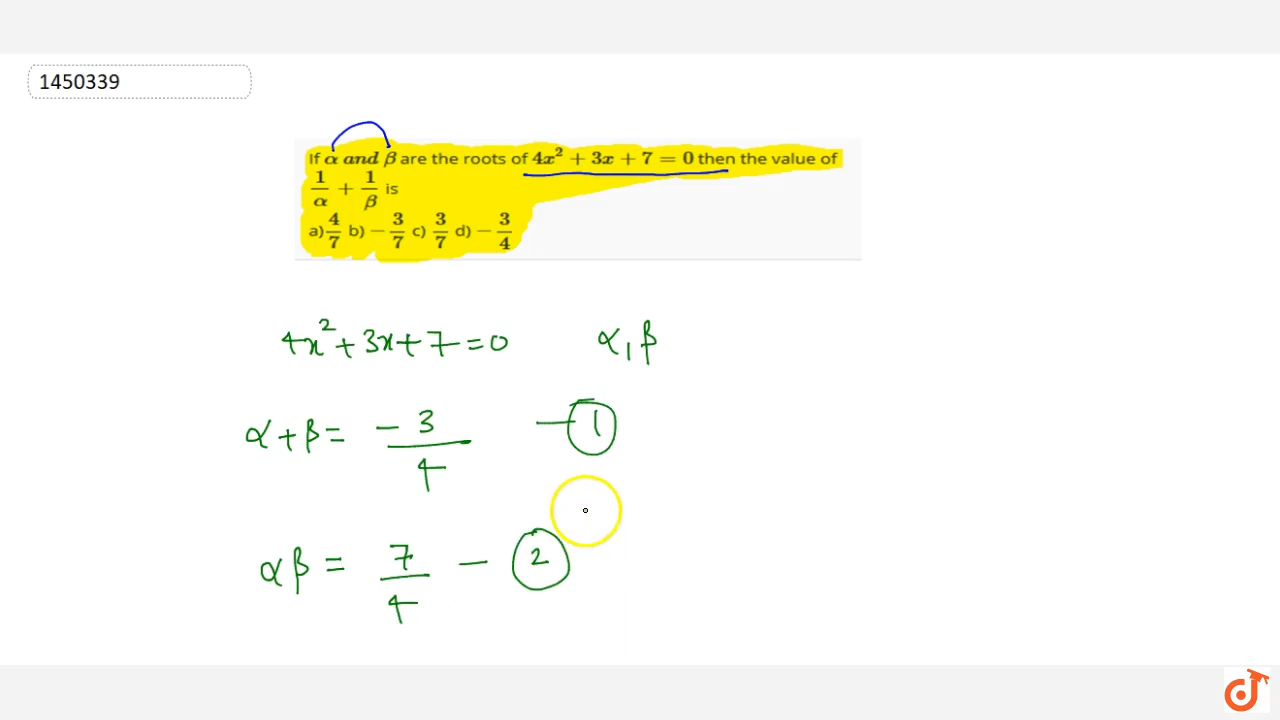 1450339
If α and β are the roots of 4x² + 3x + 7 = 0 then the value of
1/α + 1/β is
a) 4/7 b) − 3/7 c) 3/7 d) − 3/4
4x² + 3x + 7 = 0 α, β
α + β = −3/4 — 1
αβ = 7/4 — 2